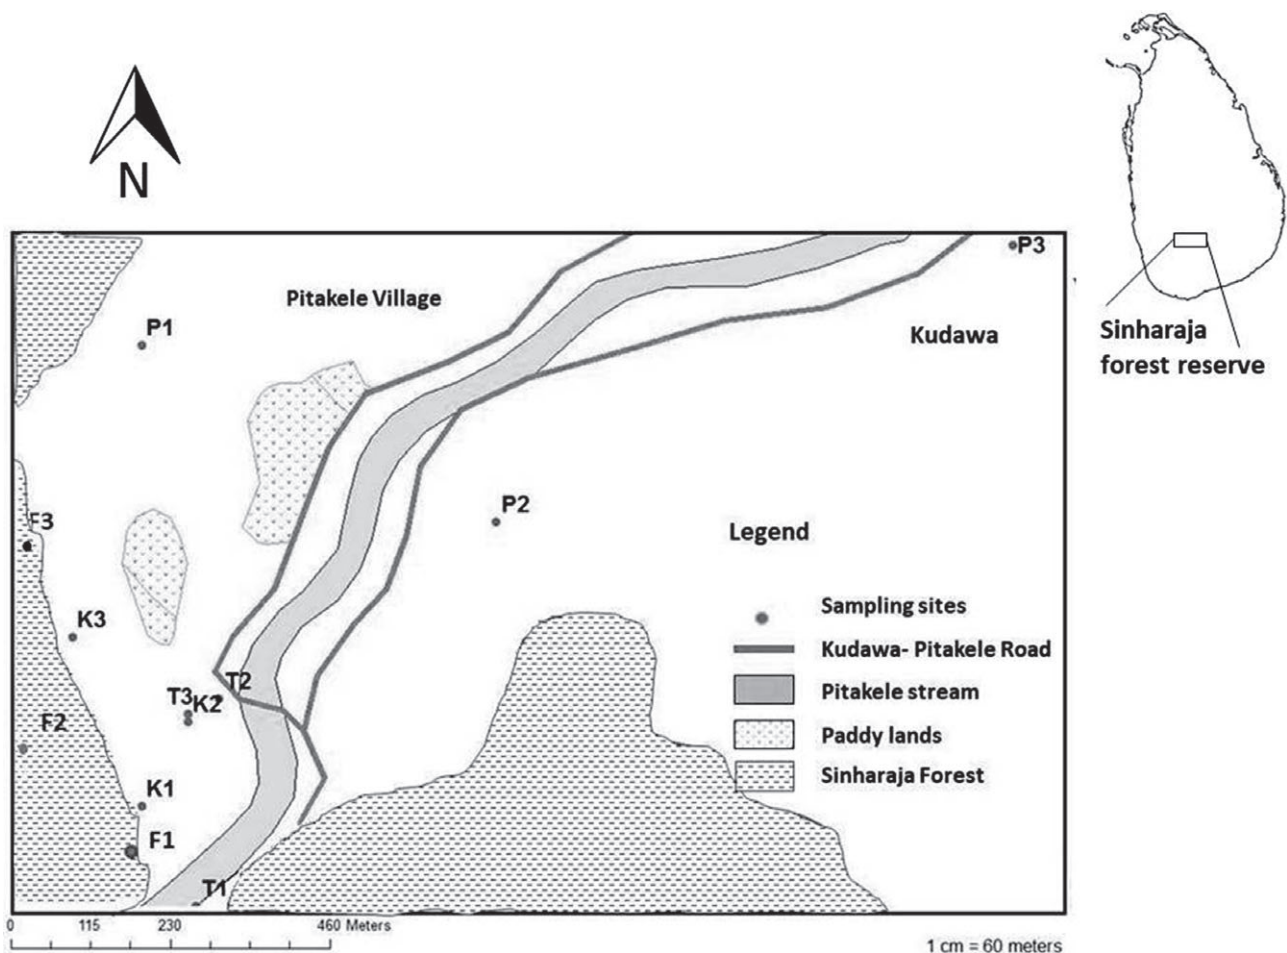 N
Sinharaja
forest reserve
P3
Pitakele Village
P1
Kudawa
P2
F3
Legend
Sampling sites
K3
Kudawa- Pitakele Road
T2
T3 K2
Pitakele stream
F2
Paddy lands
Sinharaja Forest
K1
F1
T1
0 115 230 460 Meters
1 cm = 60 meters